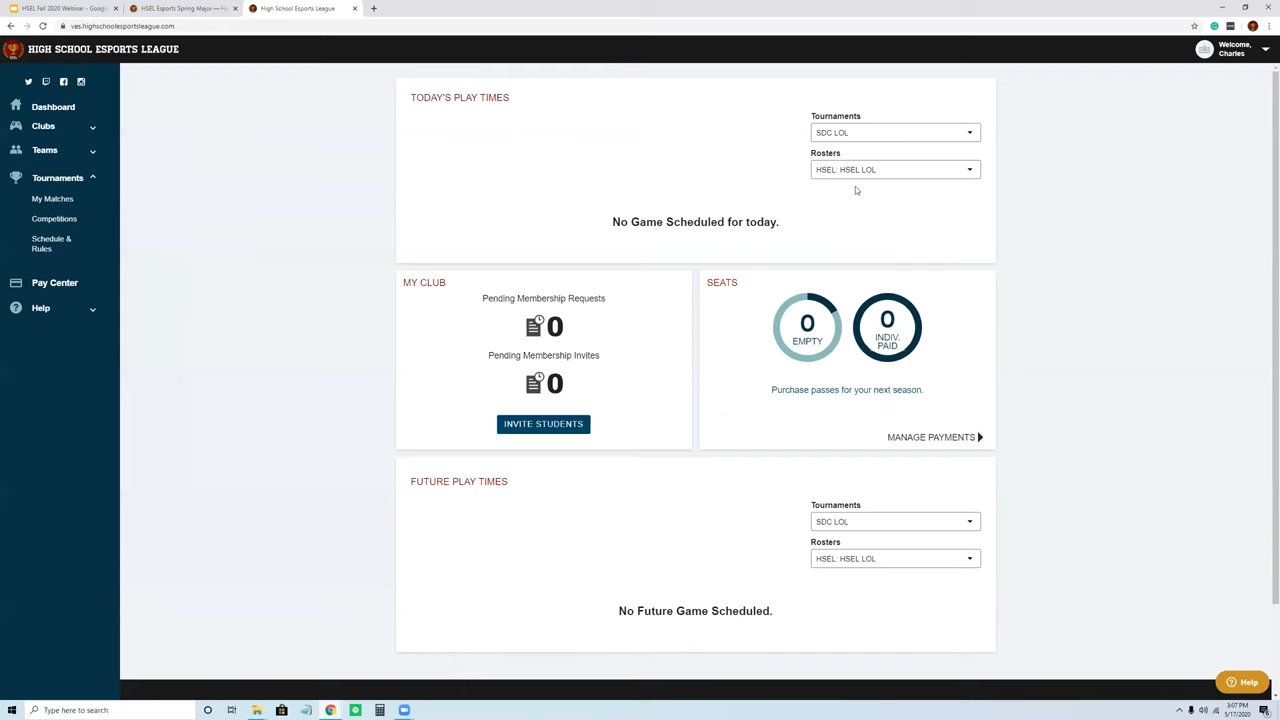 HSEL Fall 2020 Webinar - Google
HSEL Esports Spring Major — H
High School Esports League
ves.highschoolesportsleague.com
HIGH SCHOOL ESPORTS LEAGUE
Welcome,
Charles
Dashboard
Clubs
Teams
Tournaments
My Matches
Competitions
Schedule &
Rules
Pay Center
Help
TODAY'S PLAY TIMES
Tournaments
SDC LOL
Rosters
HSEL: HSEL LOL
No Game Scheduled for today.
MY CLUB
Pending Membership Requests
0
Pending Membership Invites
0
INVITE STUDENTS
SEATS
0
EMPTY
0
INDIV.
PAID
Purchase passes for your next season.
MANAGE PAYMENTS
FUTURE PLAY TIMES
Tournaments
SDC LOL
Rosters
HSEL: HSEL LOL
No Future Game Scheduled.
Help
Type here to search
3:07 PM
5/17/2020